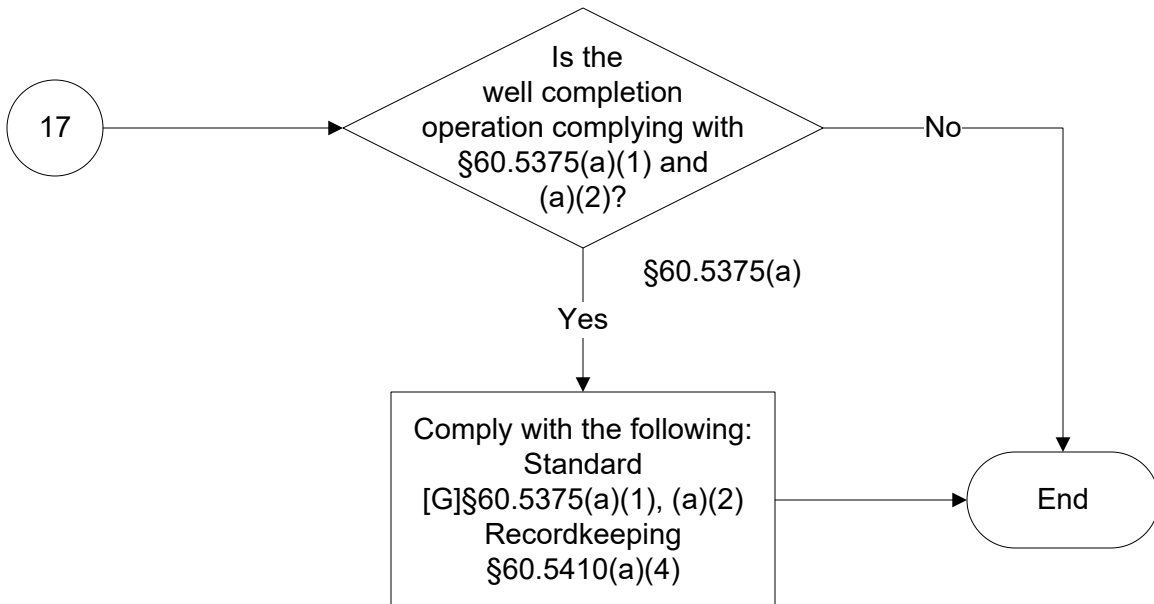 17
Is the
well completion
operation complying with
§60.5375(a)(1) and
(a)(2)?
No
§60.5375(a)
Yes
Comply with the following:
Standard
[G]§60.5375(a)(1), (a)(2)
Recordkeeping
§60.5410(a)(4)
End